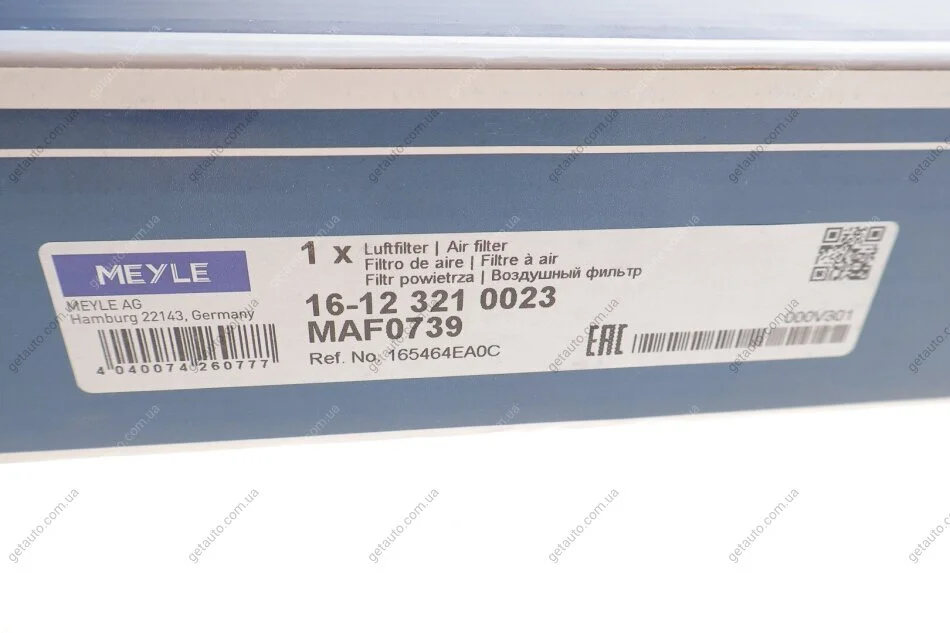 MEYLE
MEYLE AG
Hamburg 22143, Germany
4 040074 260777
1 x Luftfilter | Air filter
Filtro de aire | Filtre à air
Filtr powietrza | Воздушный фильтр
16-12 321 0023
MAF0739
Ref. No. 165464EA0C
EAC
000V301
getauto.com.ua